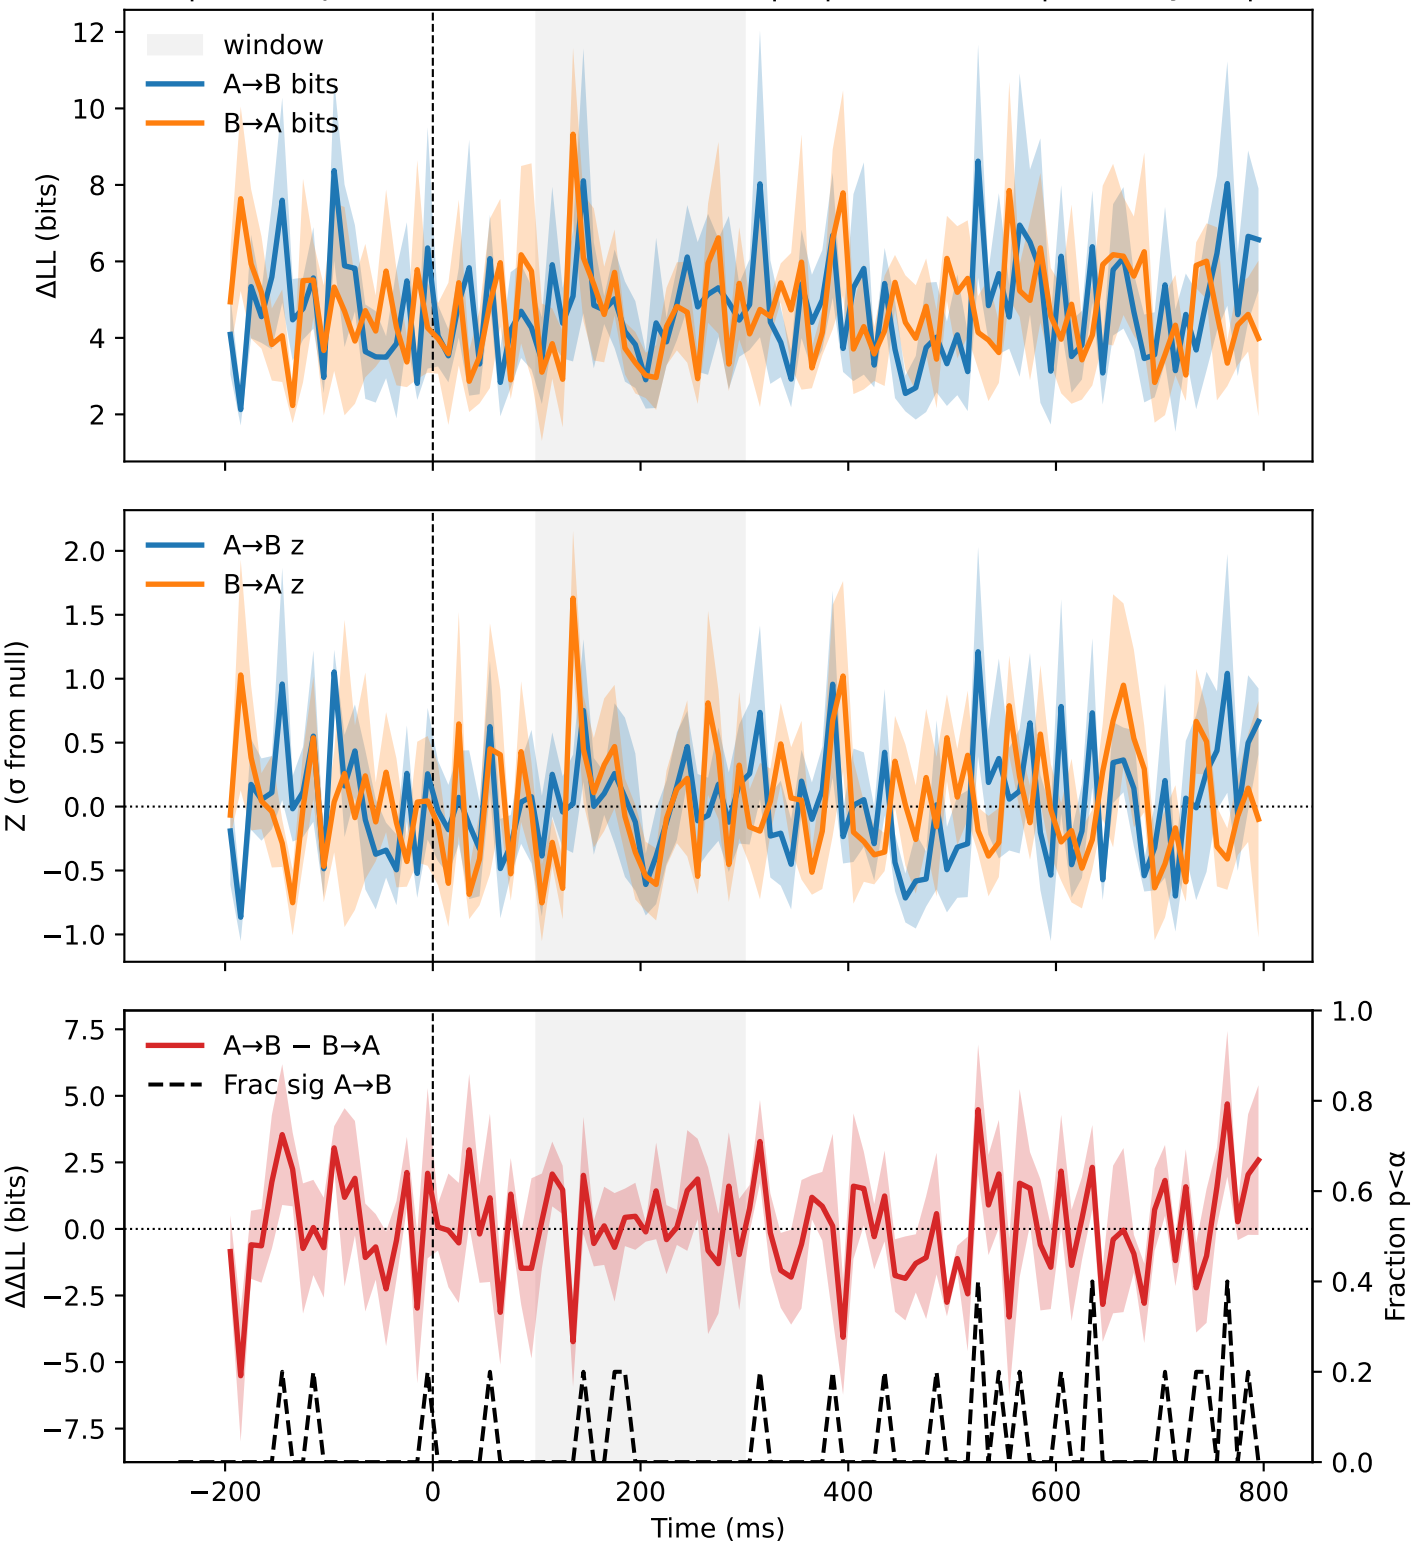 12
10
8
6
4
2
ΔLL (bits)
window
A→B bits
B→A bits
2.0
1.5
1.0
0.5
0.0
−0.5
−1.0
Z (σ from null)
A→B z
B→A z
7.5
5.0
2.5
0.0
−2.5
−5.0
−7.5
ΔΔLL (bits)
A→B − B→A
Frac sig A→B
1.0
0.8
0.6
0.4
0.2
0.0
Fraction p<α
−200
0
200
400
600
800
Time (ms)